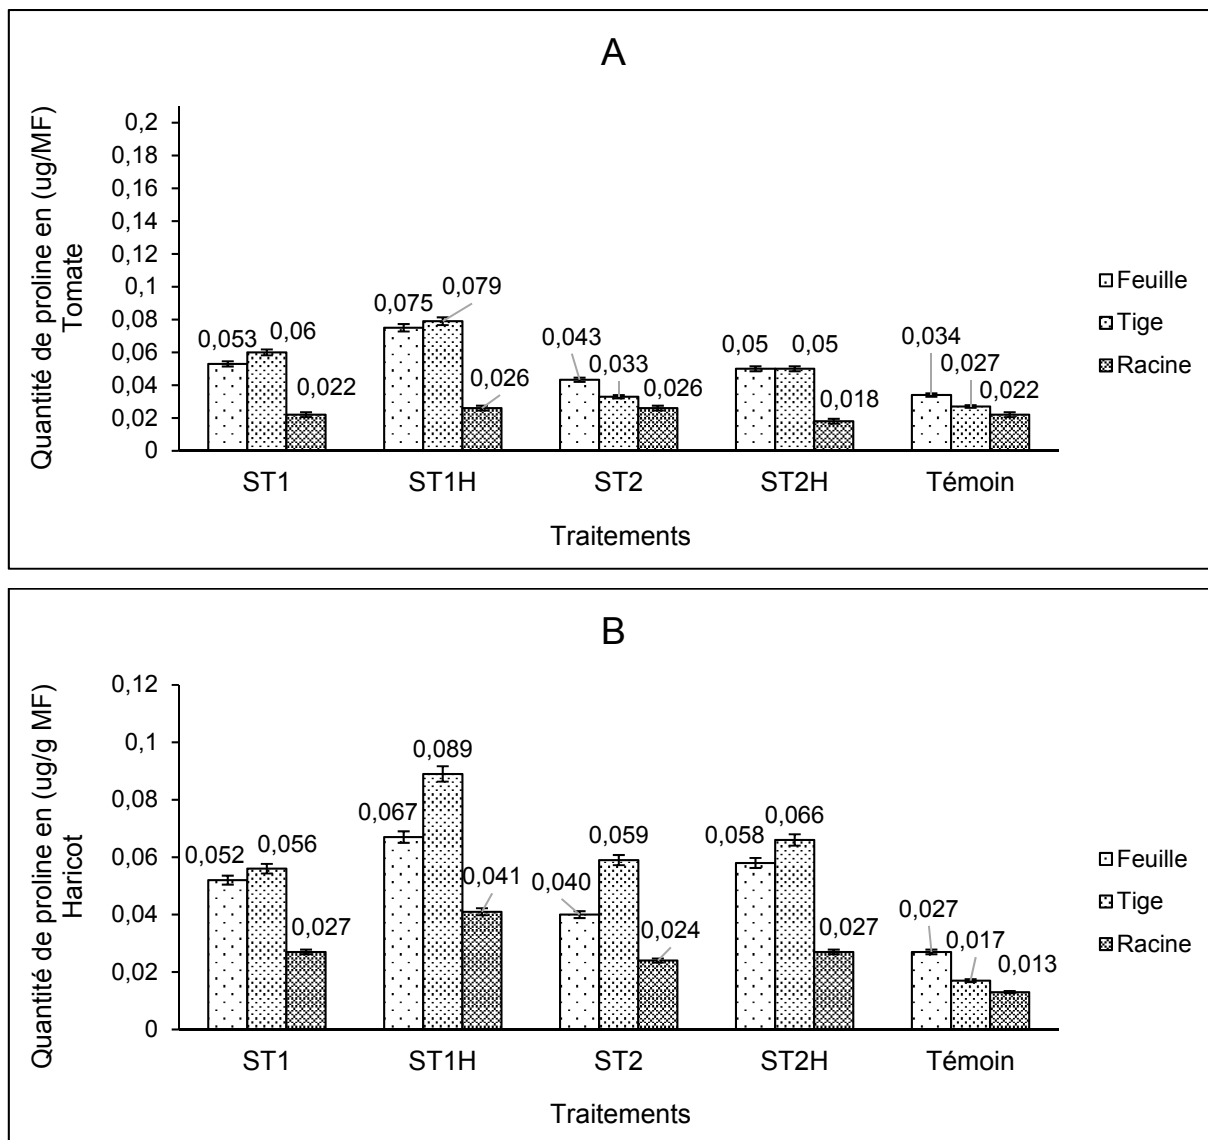 A
Quantité de proline en (ug/MF)
Tomate
0,2
0,18
0,16
0,14
0,12
0,1
0,08
0,06
0,04
0,02
0
0,053
0,06
0,022
0,075
0,079
0,026
0,043
0,033
0,026
0,05
0,05
0,018
0,034
0,027
0,022
ST1
ST1H
ST2
ST2H
Témoin
Traitements
Feuille
Tige
Racine
B
Quantité de proline en (ug/g MF)
Haricot
0,12
0,1
0,08
0,06
0,04
0,02
0
0,052
0,056
0,027
0,067
0,089
0,041
0,040
0,059
0,024
0,058
0,066
0,027
0,027
0,017
0,013
ST1
ST1H
ST2
ST2H
Témoin
Traitements
Feuille
Tige
Racine